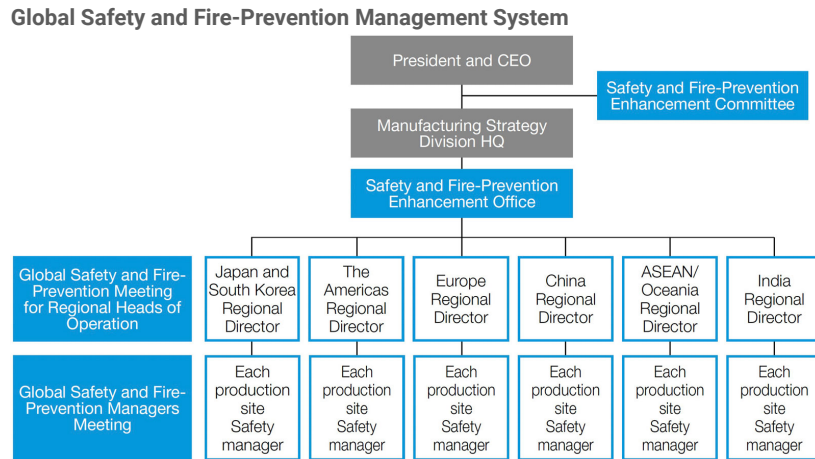 Global Safety and Fire-Prevention Management System
President and CEO
Safety and Fire-Prevention
Enhancement Committee
Manufacturing Strategy
Division HQ
Safety and Fire-Prevention
Enhancement Office
Global Safety and Fire-
Prevention Meeting
for Regional Heads of
Operation
Japan and
South Korea
Regional
Director
The
Americas
Regional
Director
Europe
Regional
Director
China
Regional
Director
ASEAN/
Oceania
Regional
Director
India
Regional
Director
Global Safety and Fire-
Prevention Managers
Meeting
Each
production
site
Safety
manager
Each
production
site
Safety
manager
Each
production
site
Safety
manager
Each
production
site
Safety
manager
Each
production
site
Safety
manager
Each
production
site
Safety
manager